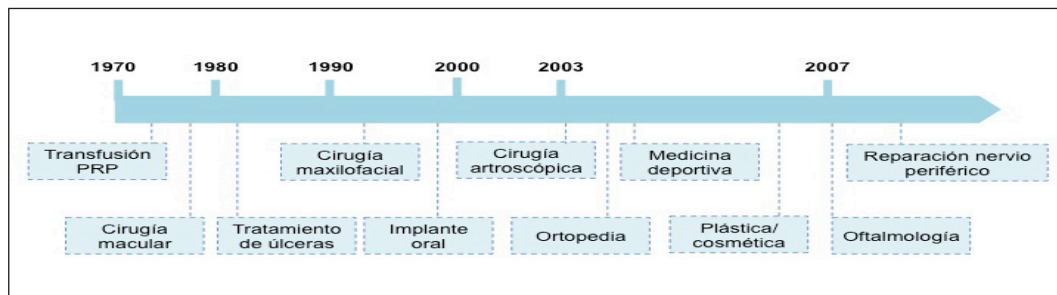 1970 1980 1990 2000 2003 2007
Transfusión
PRP
Cirugía
maxilofacial
Cirugía
artroscópica
Medicina
deportiva
Reparación nervio
periférico
Cirugía
macular
Tratamiento
de úlceras
Implante
oral
Ortopedia
Plástica/
cosmética
Oftalmología